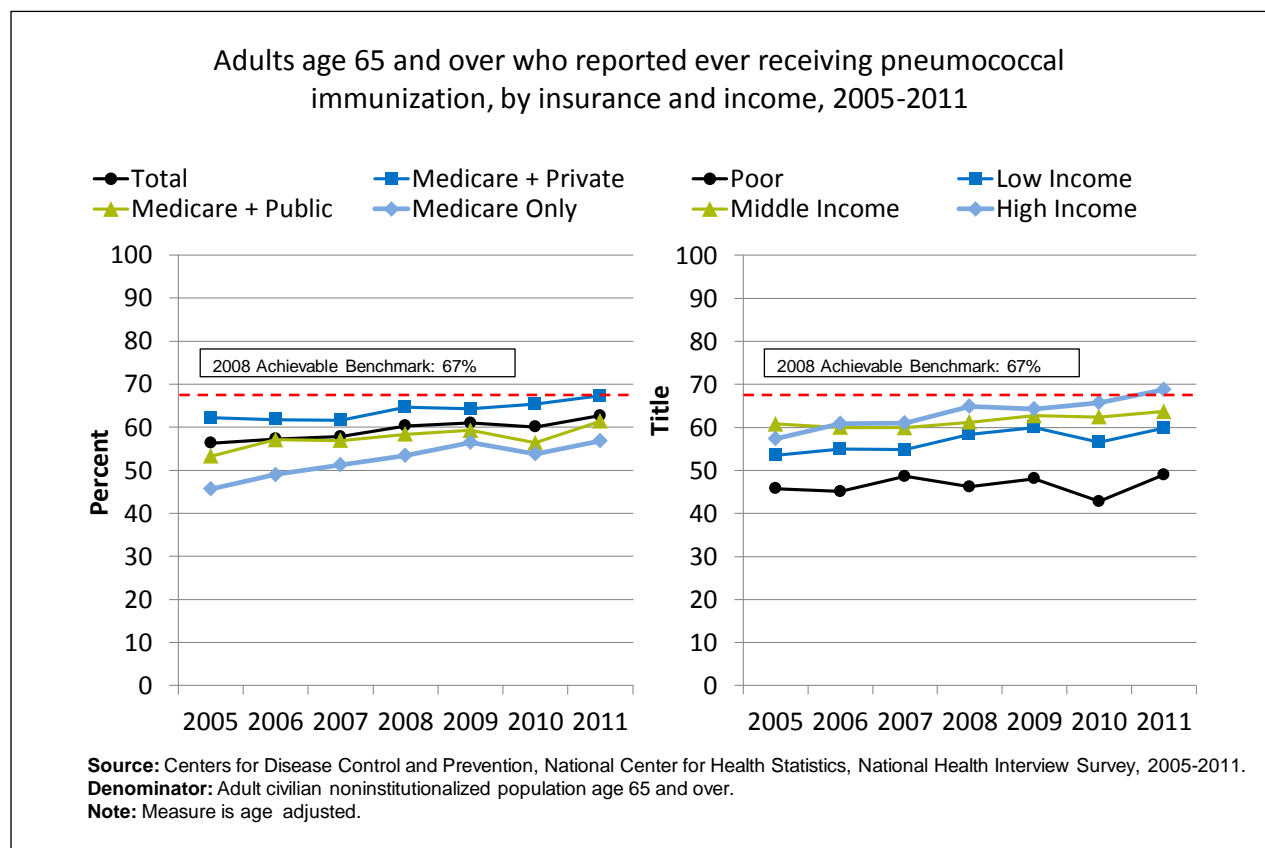 Adults age 65 and over who reported ever receiving pneumococcal
immunization, by insurance and income, 2005-2011
Total
Medicare + Private
Medicare + Public
Medicare Only
Percent
100
90
80
70
60
50
40
30
20
10
0
2008 Achievable Benchmark: 67%
2005 2006 2007 2008 2009 2010 2011
Poor
Low Income
Middle Income
High Income
Title
100
90
80
70
60
50
40
30
20
10
0
2008 Achievable Benchmark: 67%
2005 2006 2007 2008 2009 2010 2011
Source: Centers for Disease Control and Prevention, National Center for Health Statistics, National Health Interview Survey, 2005-2011.
Denominator: Adult civilian noninstitutionalized population age 65 and over.
Note: Measure is age adjusted.